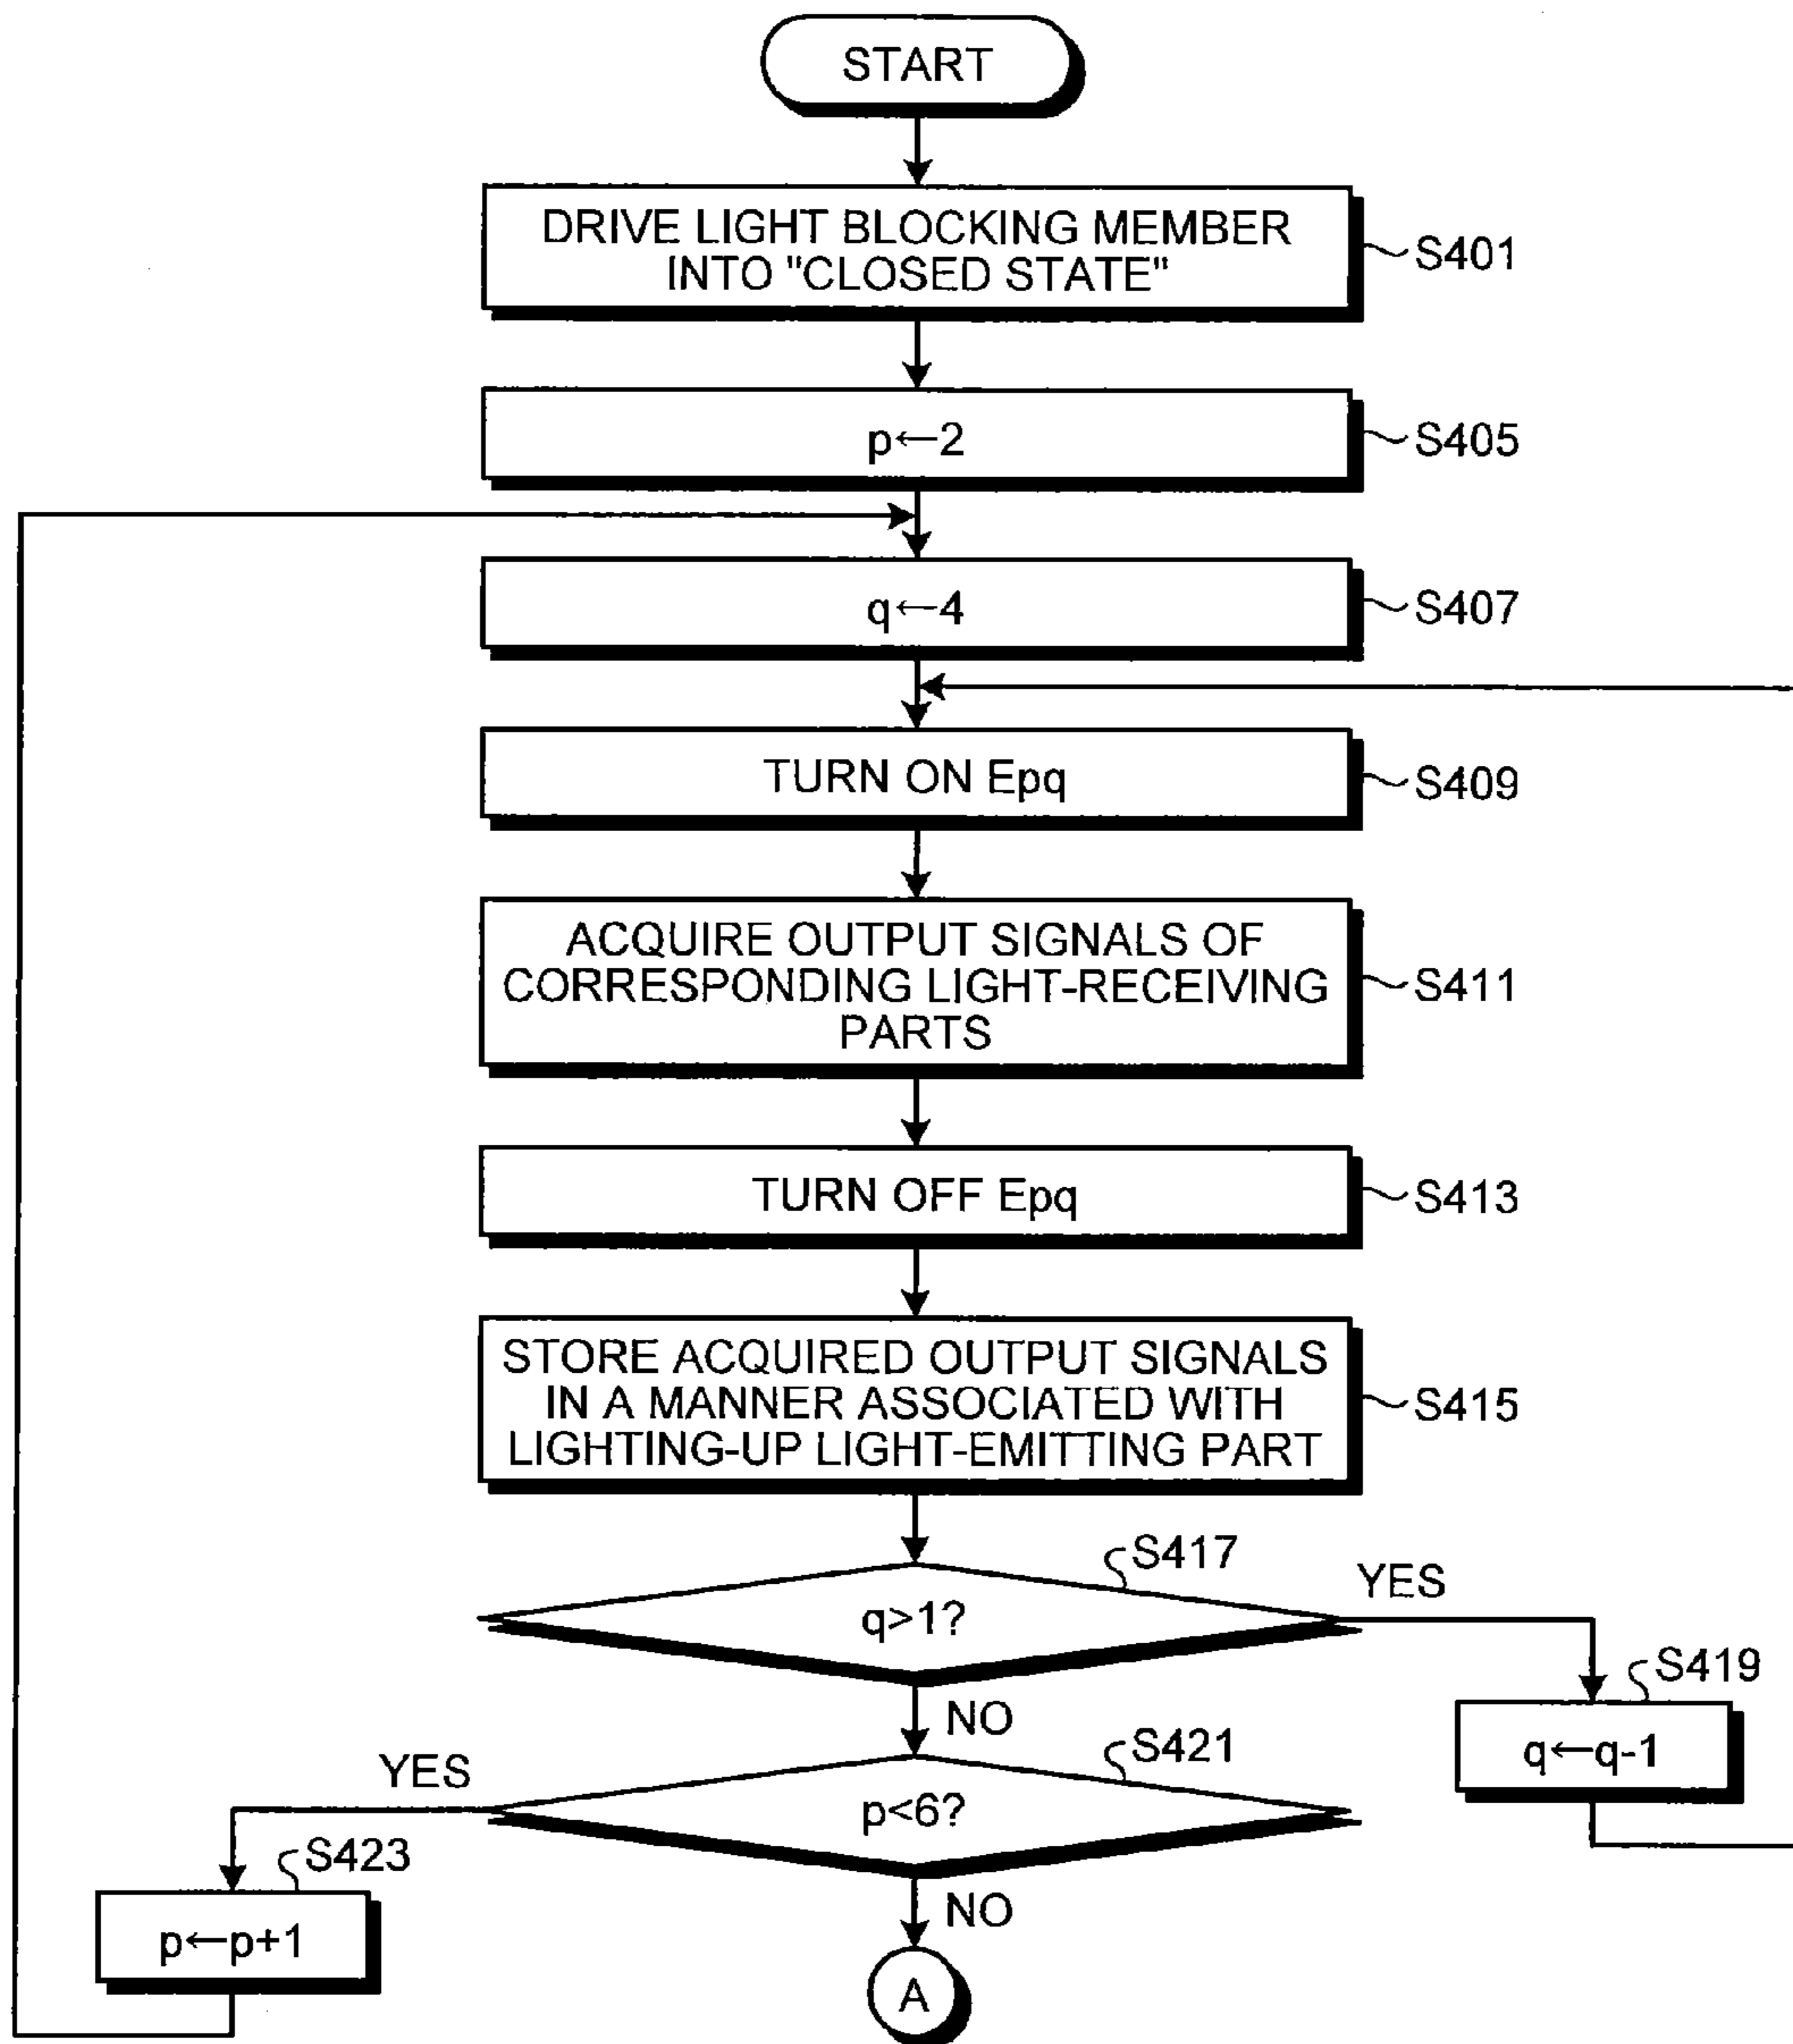 START
DRIVE LIGHT BLOCKING MEMBER
INTO "CLOSED STATE"
S401
p←2
S405
q←4
S407
TURN ON Epq
S409
ACQUIRE OUTPUT SIGNALS OF
CORRESPONDING LIGHT-RECEIVING
PARTS
S411
TURN OFF Epq
S413
STORE ACQUIRED OUTPUT SIGNALS
IN A MANNER ASSOCIATED WITH
LIGHTING-UP LIGHT-EMITTING PART
S415
S417
q>1?
YES
S419
q←q-1
NO
S421
p<6?
YES
S423
p←p+1
NO
A